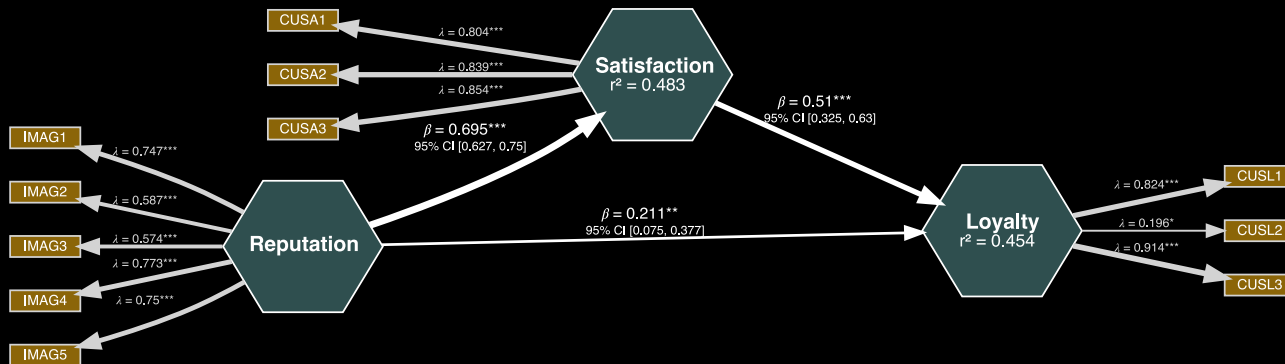 CUSA1
λ = 0.804***
CUSA2
λ = 0.839***
CUSA3
λ = 0.854***
Satisfaction
r² = 0.483
β = 0.695***
95% CI [0.627, 0.75]
β = 0.51***
95% CI [0.325, 0.63]
IMAG1
λ = 0.747***
IMAG2
λ = 0.587***
IMAG3
λ = 0.574***
IMAG4
λ = 0.773***
IMAG5
λ = 0.75***
Reputation
β = 0.211**
95% CI [0.075, 0.377]
Loyalty
r² = 0.454
λ = 0.824***
CUSL1
λ = 0.196*
CUSL2
λ = 0.914***
CUSL3